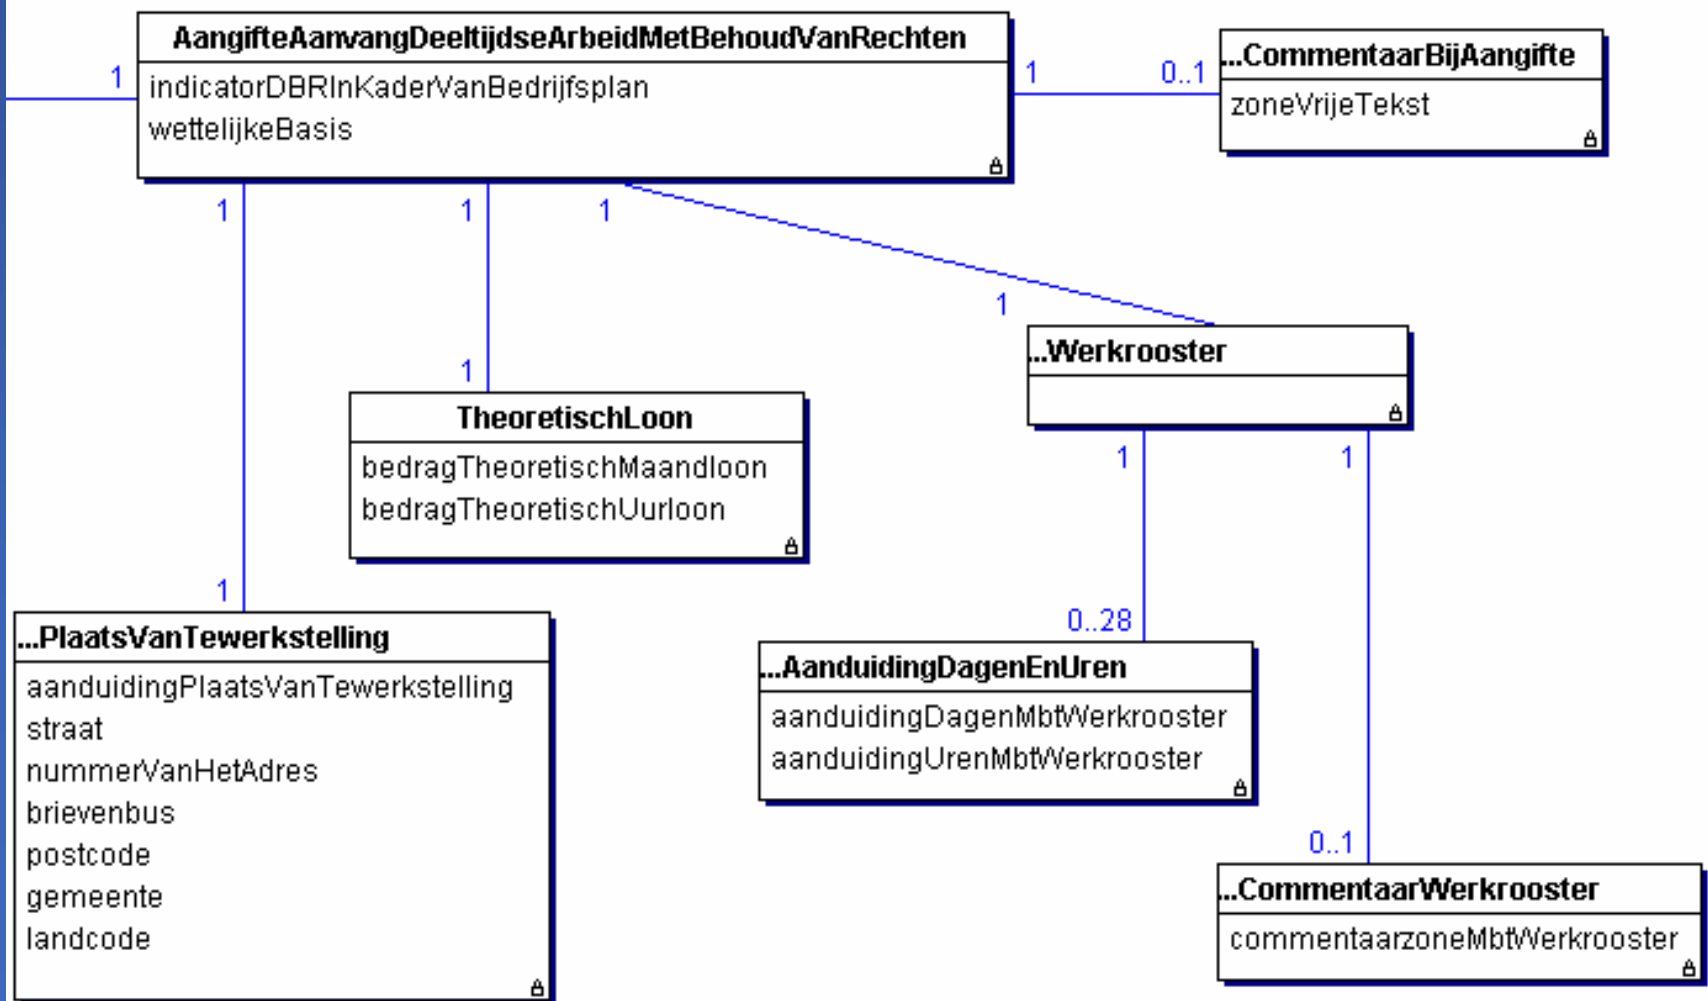 AangifteAanvangDeeltijdseArbeidMetBehoudVanRechten
indicatorDBRInKaderVanBedrijfsplan
wettelijkeBasis
1
1
0..1
...CommentaarBijAangifte
zoneVrijeTekst
1
1
1
1
...Werkrooster
1
TheoretischLoon
bedragTheoretischMaandloon
bedragTheoretischUurloon
1
1
1
...PlaatsVanTewerkstelling
aanduidingPlaatsVanTewerkstelling
straat
nummerVanHetAdres
brievenbus
postcode
gemeente
landcode
0..28
...AanduidingDagenEnUren
aanduidingDagenMbtWerkrooster
aanduidingUrenMbtWerkrooster
0..1
...CommentaarWerkrooster
commentaarzoneMbtWerkrooster